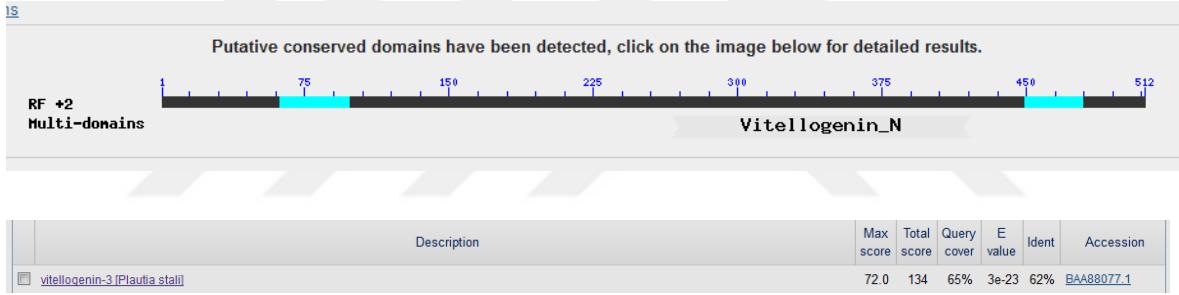 ns
Putative conserved domains have been detected, click on the image below for detailed results.
1 75 150 225 300 375 450 512
RF +2
Multi-domains Vitellogenin_N
Description Max score Total score Query cover E value Ident Accession
vitellogenin-3 [Plautia stali] 72.0 134 65% 3e-23 62% BAA88077.1